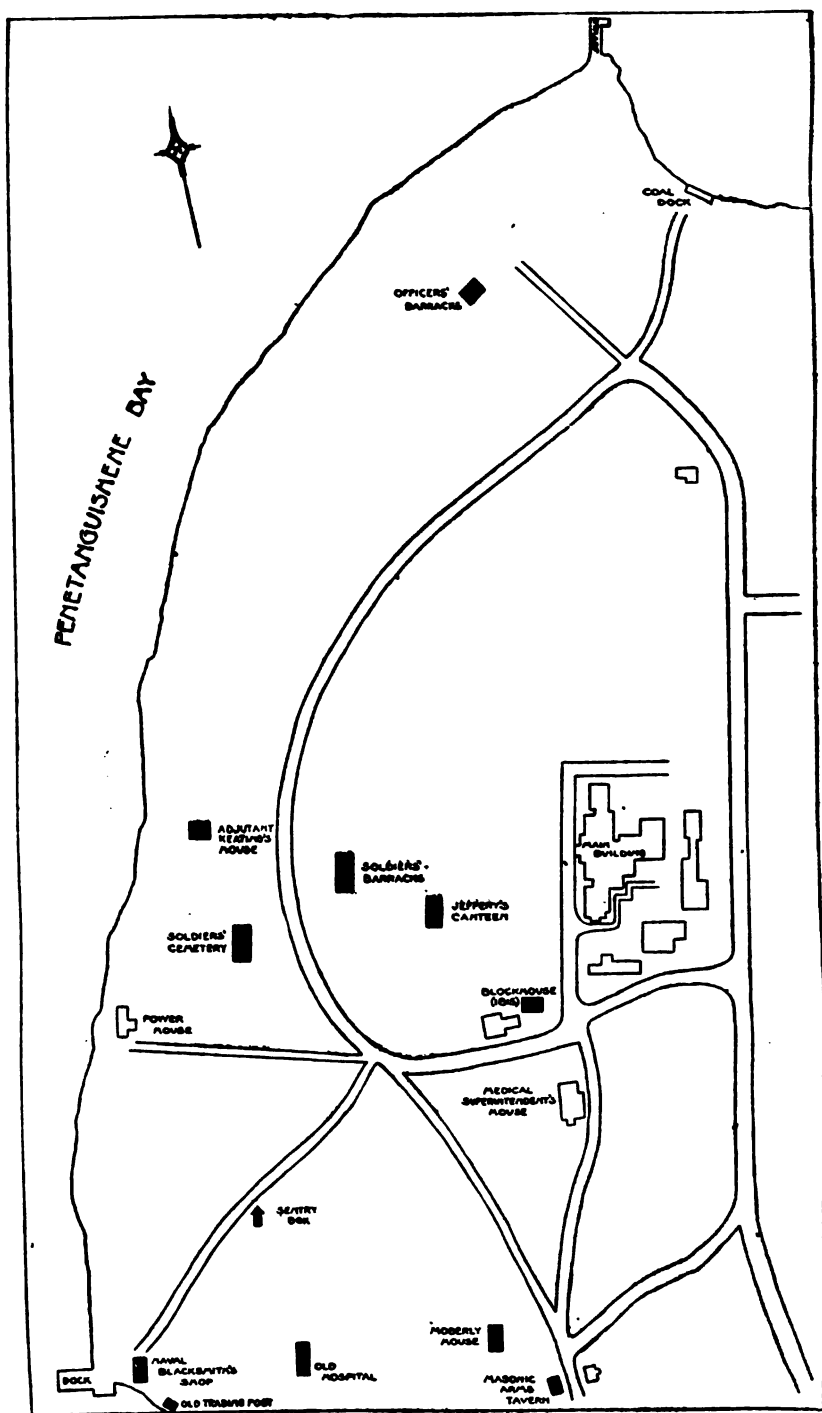 WHARF
COAL
DOCK
OFFICERS'
BARRACKS
PENETANGUISHENE BAY
ADJUTANT
KEATING'S
HOUSE
SOLDIERS'
BARRACKS
JEFFERY'S
CANTEEN
MAIN
BUILDING
SOLDIERS'
CEMETERY
BLOCKHOUSE
POWER
HOUSE
MEDICAL
SUPERINTENDENT'S
HOUSE
SENTRY
BOX
MOBERLY
HOUSE
NAVAL
BLACKSMITH'S
SHOP
OLD
HOSPITAL
MASONIC
ARMS
TAVERN
DOCK
OLD TRADING POST